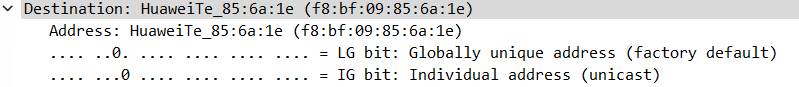 Destination: HuaweiTe_85:6a:1e (f8:bf:09:85:6a:1e)
Address: HuaweiTe_85:6a:1e (f8:bf:09:85:6a:1e)
.... ..0. .... .... .... .... = LG bit: Globally unique address (factory default)
.... ...0 .... .... .... .... = IG bit: Individual address (unicast)